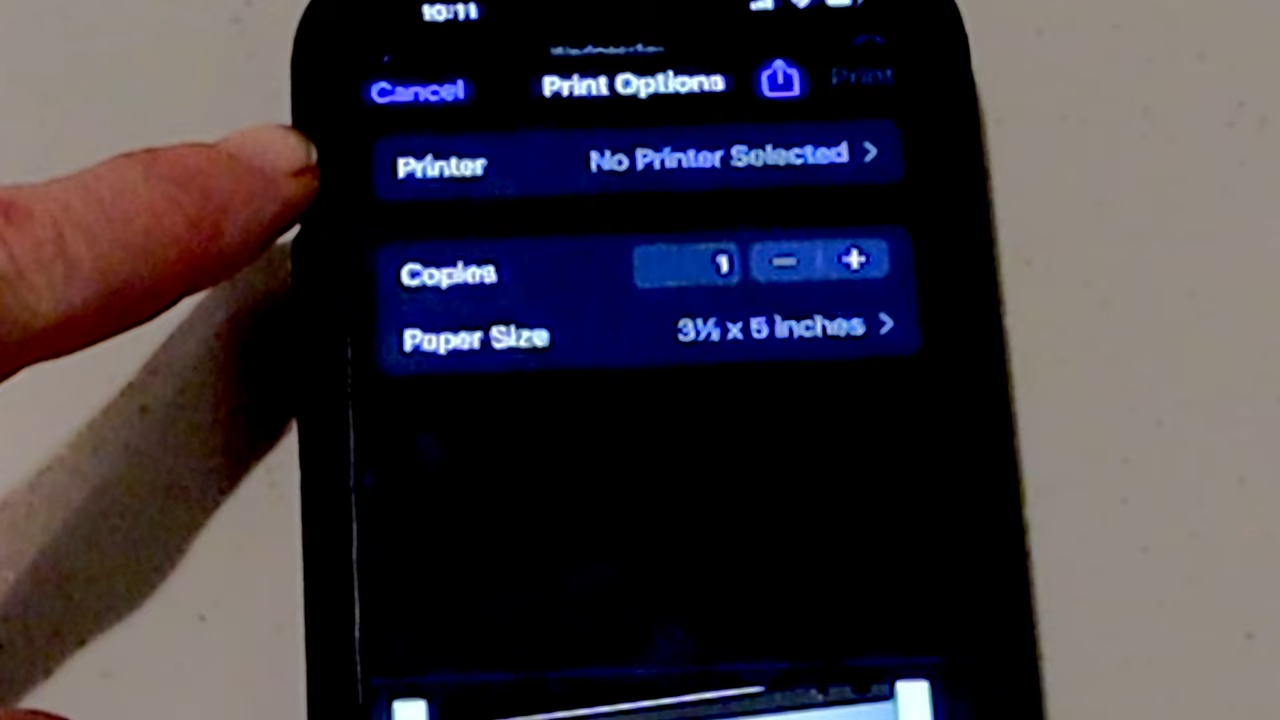 10:11
Cancel
Print Options
Print
Printer
No Printer Selected
Copies
1
Paper Size
3½ x 5 inches